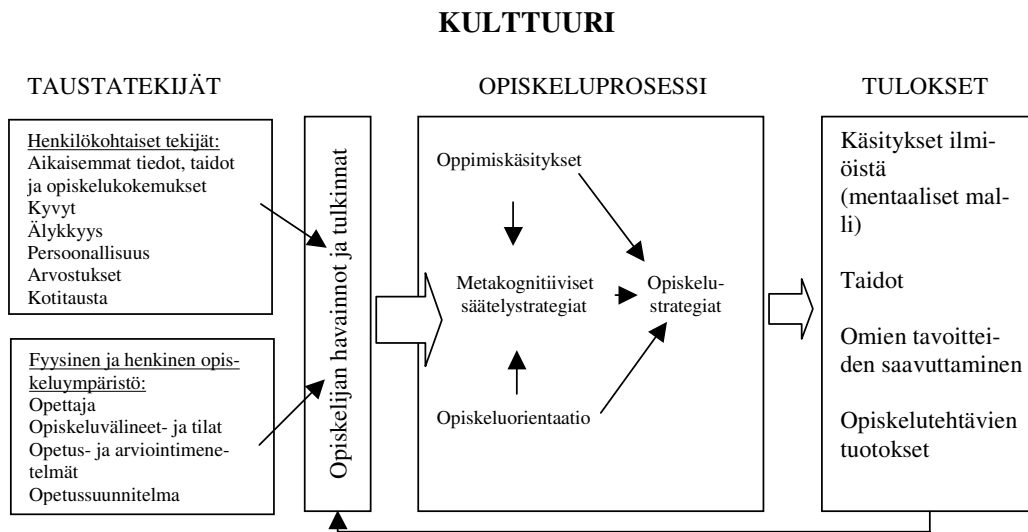 KULTTUURI
TAUSTATEKIJÄT
Henkilökohtaiset tekijät:
Aikaisemmat tiedot, taidot
ja opiskelukokemukset
Kyvyt
Älykkyys
Persoonallisuus
Arvostukset
Kotitausta
Fyysinen ja henkinen opis-
keluympäristö:
Opettaja
Opiskeluvälineet- ja tilat
Opetus- ja arviointimene-
telmät
Opetussuunnitelma
Opiskelijan havainnot ja tulkinnat
OPISKELUPROSESSI
Oppimiskäsitykset
Metakognitiiviset
säätelystrategiat
Opiskelu-
strategiat
Opiskeluorientaatio
TULOKSET
Käsitykset ilmi-
öistä
(mentaaliset mal-
li)
Taidot
Omien tavoittei-
den saavuttaminen
Opiskelutehtävien
tuotokset